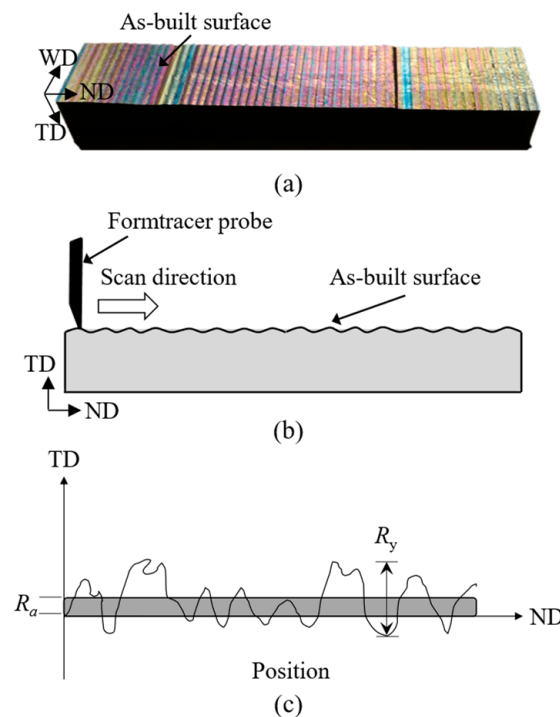 As-built surface
WD
ND
TD
(a)
Formtracer probe
Scan direction
As-built surface
TD
ND
(b)
TD
Ry
Ra
ND
Position
(c)